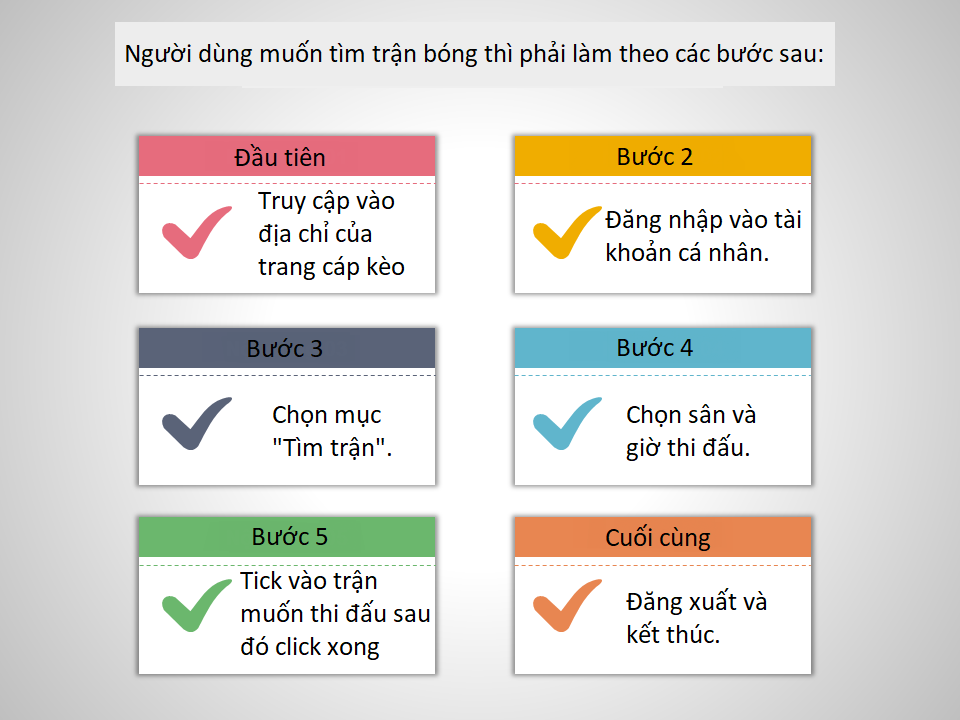 Người dùng muốn tìm trận bóng thì phải làm theo các bước sau:
Đầu tiên
Truy cập vào
địa chỉ của
trang cáp kèo
Bước 2
Đăng nhập vào tài
khoản cá nhân.
Bước 3
Chọn mục
"Tìm trận".
Bước 4
Chọn sân và
giờ thi đấu.
Bước 5
Tick vào trận
muốn thi đấu sau
đó click xong
Cuối cùng
Đăng xuất và
kết thúc.